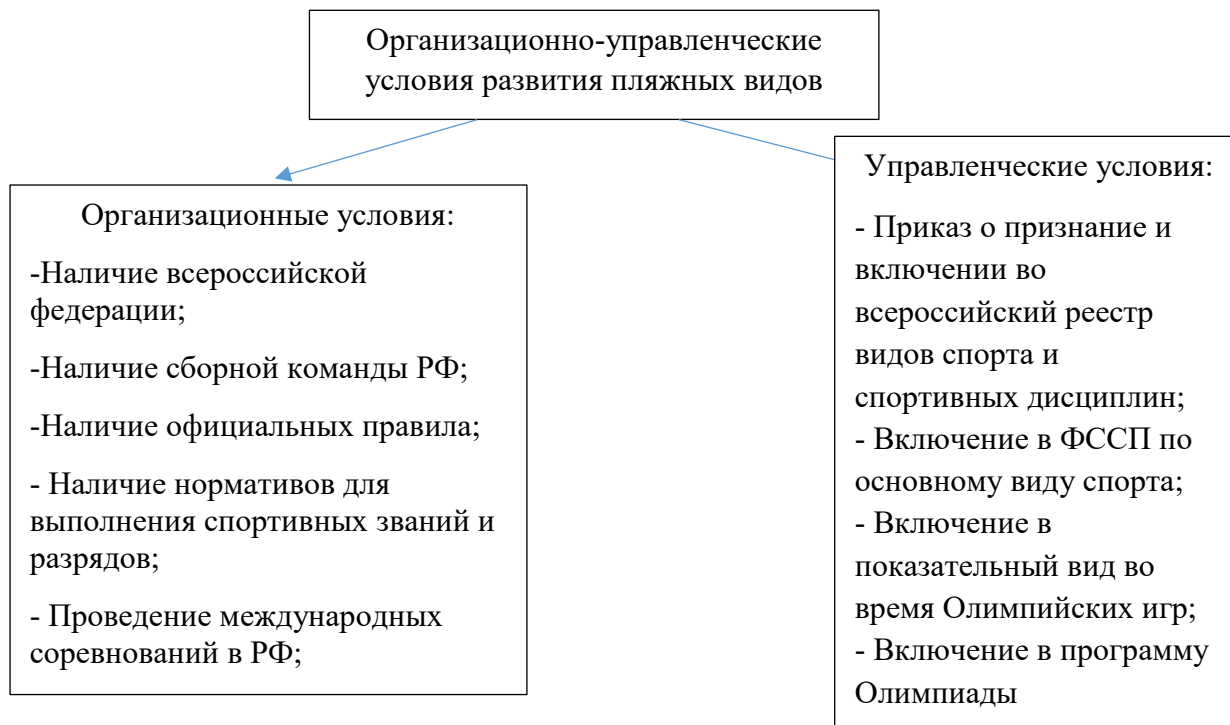 Организационно-управленческие
условия развития пляжных видов
Организационные условия:
-Наличие всероссийской
федерации;
-Наличие сборной команды РФ;
-Наличие официальных правила;
- Наличие нормативов для
выполнения спортивных званий и
разрядов;
- Проведение международных
соревнований в РФ;
Управленческие условия:
- Приказ о признание и
включении во
всероссийский реестр
видов спорта и
спортивных дисциплин;
- Включение в ФССП по
основному виду спорта;
- Включение в
показательный вид во
время Олимпийских игр;
- Включение в программу
Олимпиады